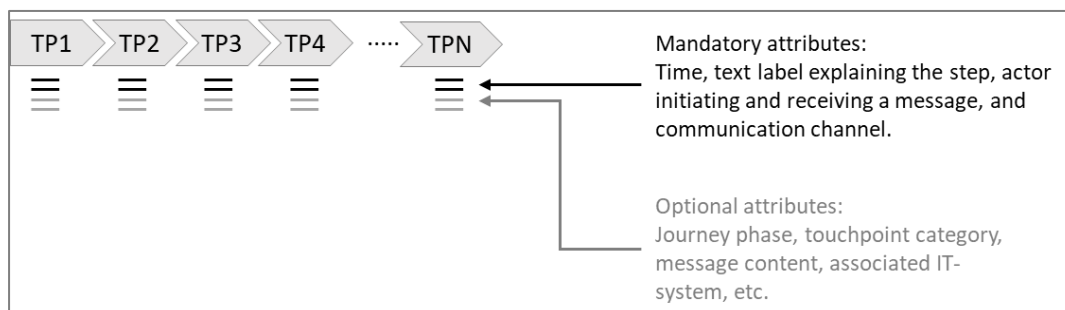 TP1 TP2 TP3 TP4 ..... TPN
Mandatory attributes:
Time, text label explaining the step, actor
initiating and receiving a message, and
communication channel.
Optional attributes:
Journey phase, touchpoint category,
message content, associated IT-
system, etc.